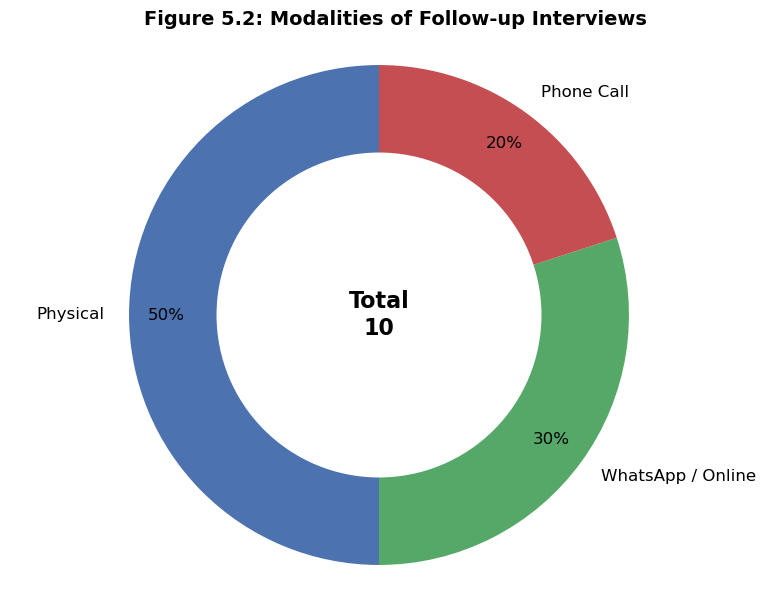 Figure 5.2: Modalities of Follow-up Interviews
Phone Call
20%
Physical
50%
Total
10
30%
WhatsApp / Online